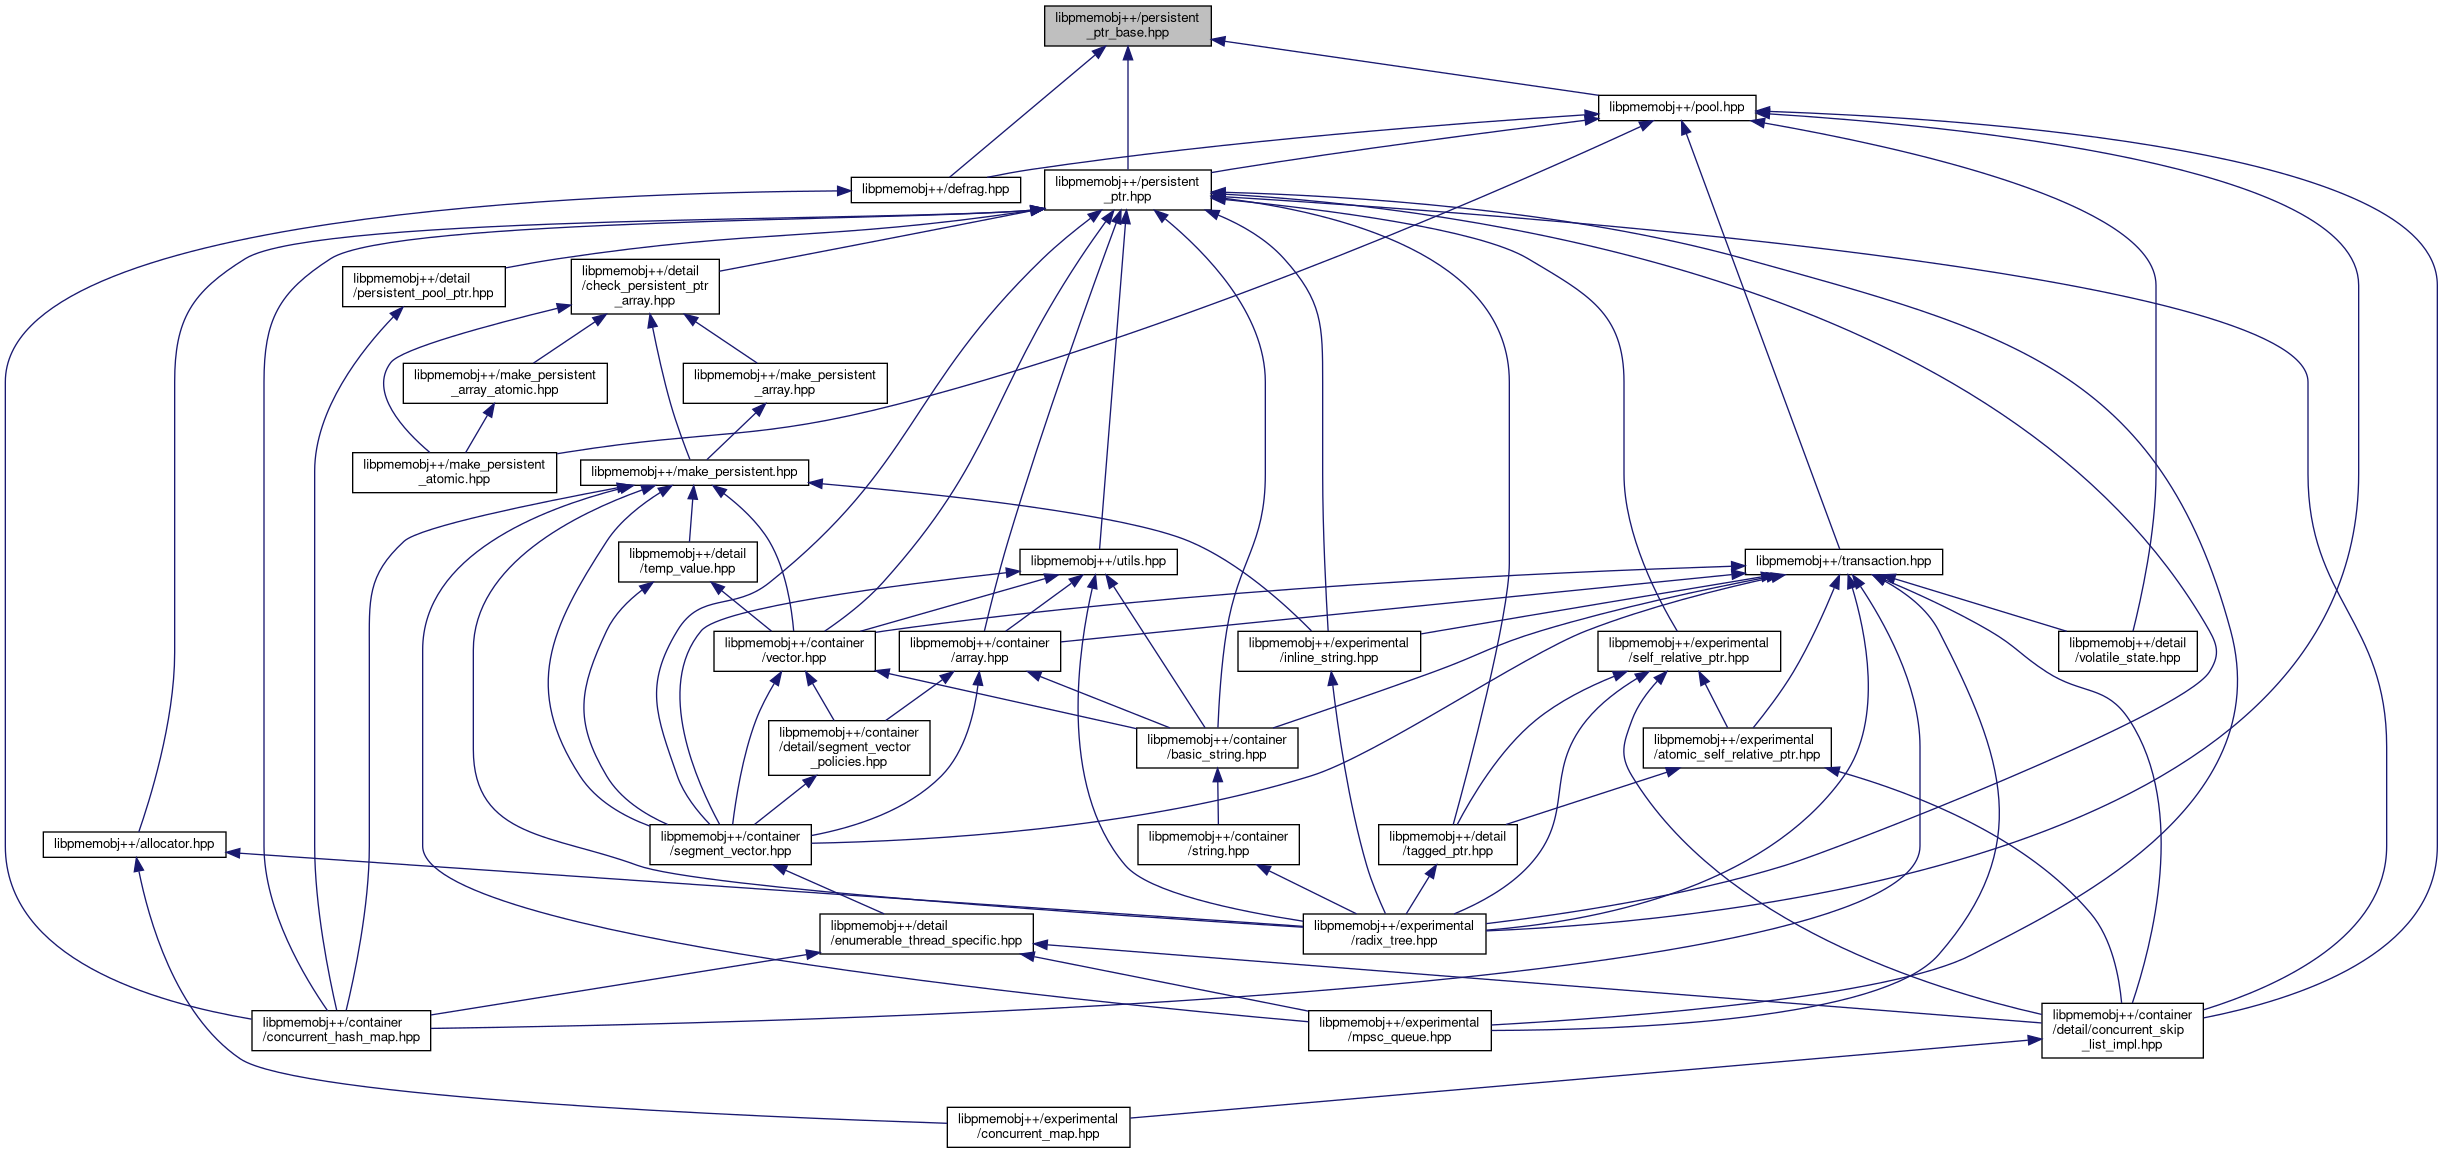 libpmemobj++/persistent
_ptr_base.hpp
libpmemobj++/pool.hpp
libpmemobj++/defrag.hpp
libpmemobj++/persistent
_ptr.hpp
libpmemobj++/detail
/persistent_pool_ptr.hpp
libpmemobj++/detail
/check_persistent_ptr
_array.hpp
libpmemobj++/make_persistent
_array_atomic.hpp
libpmemobj++/make_persistent
_array.hpp
libpmemobj++/make_persistent
_atomic.hpp
libpmemobj++/make_persistent.hpp
libpmemobj++/detail
/temp_value.hpp
libpmemobj++/utils.hpp
libpmemobj++/transaction.hpp
libpmemobj++/container
/vector.hpp
libpmemobj++/container
/array.hpp
libpmemobj++/experimental
/inline_string.hpp
libpmemobj++/experimental
/self_relative_ptr.hpp
libpmemobj++/detail
/volatile_state.hpp
libpmemobj++/container
/detail/segment_vector
_policies.hpp
libpmemobj++/container
/basic_string.hpp
libpmemobj++/experimental
/atomic_self_relative_ptr.hpp
libpmemobj++/allocator.hpp
libpmemobj++/container
/segment_vector.hpp
libpmemobj++/container
/string.hpp
libpmemobj++/detail
/tagged_ptr.hpp
libpmemobj++/detail
/enumerable_thread_specific.hpp
libpmemobj++/experimental
/radix_tree.hpp
libpmemobj++/container
/concurrent_hash_map.hpp
libpmemobj++/experimental
/mpsc_queue.hpp
libpmemobj++/container
/detail/concurrent_skip
_list_impl.hpp
libpmemobj++/experimental
/concurrent_map.hpp